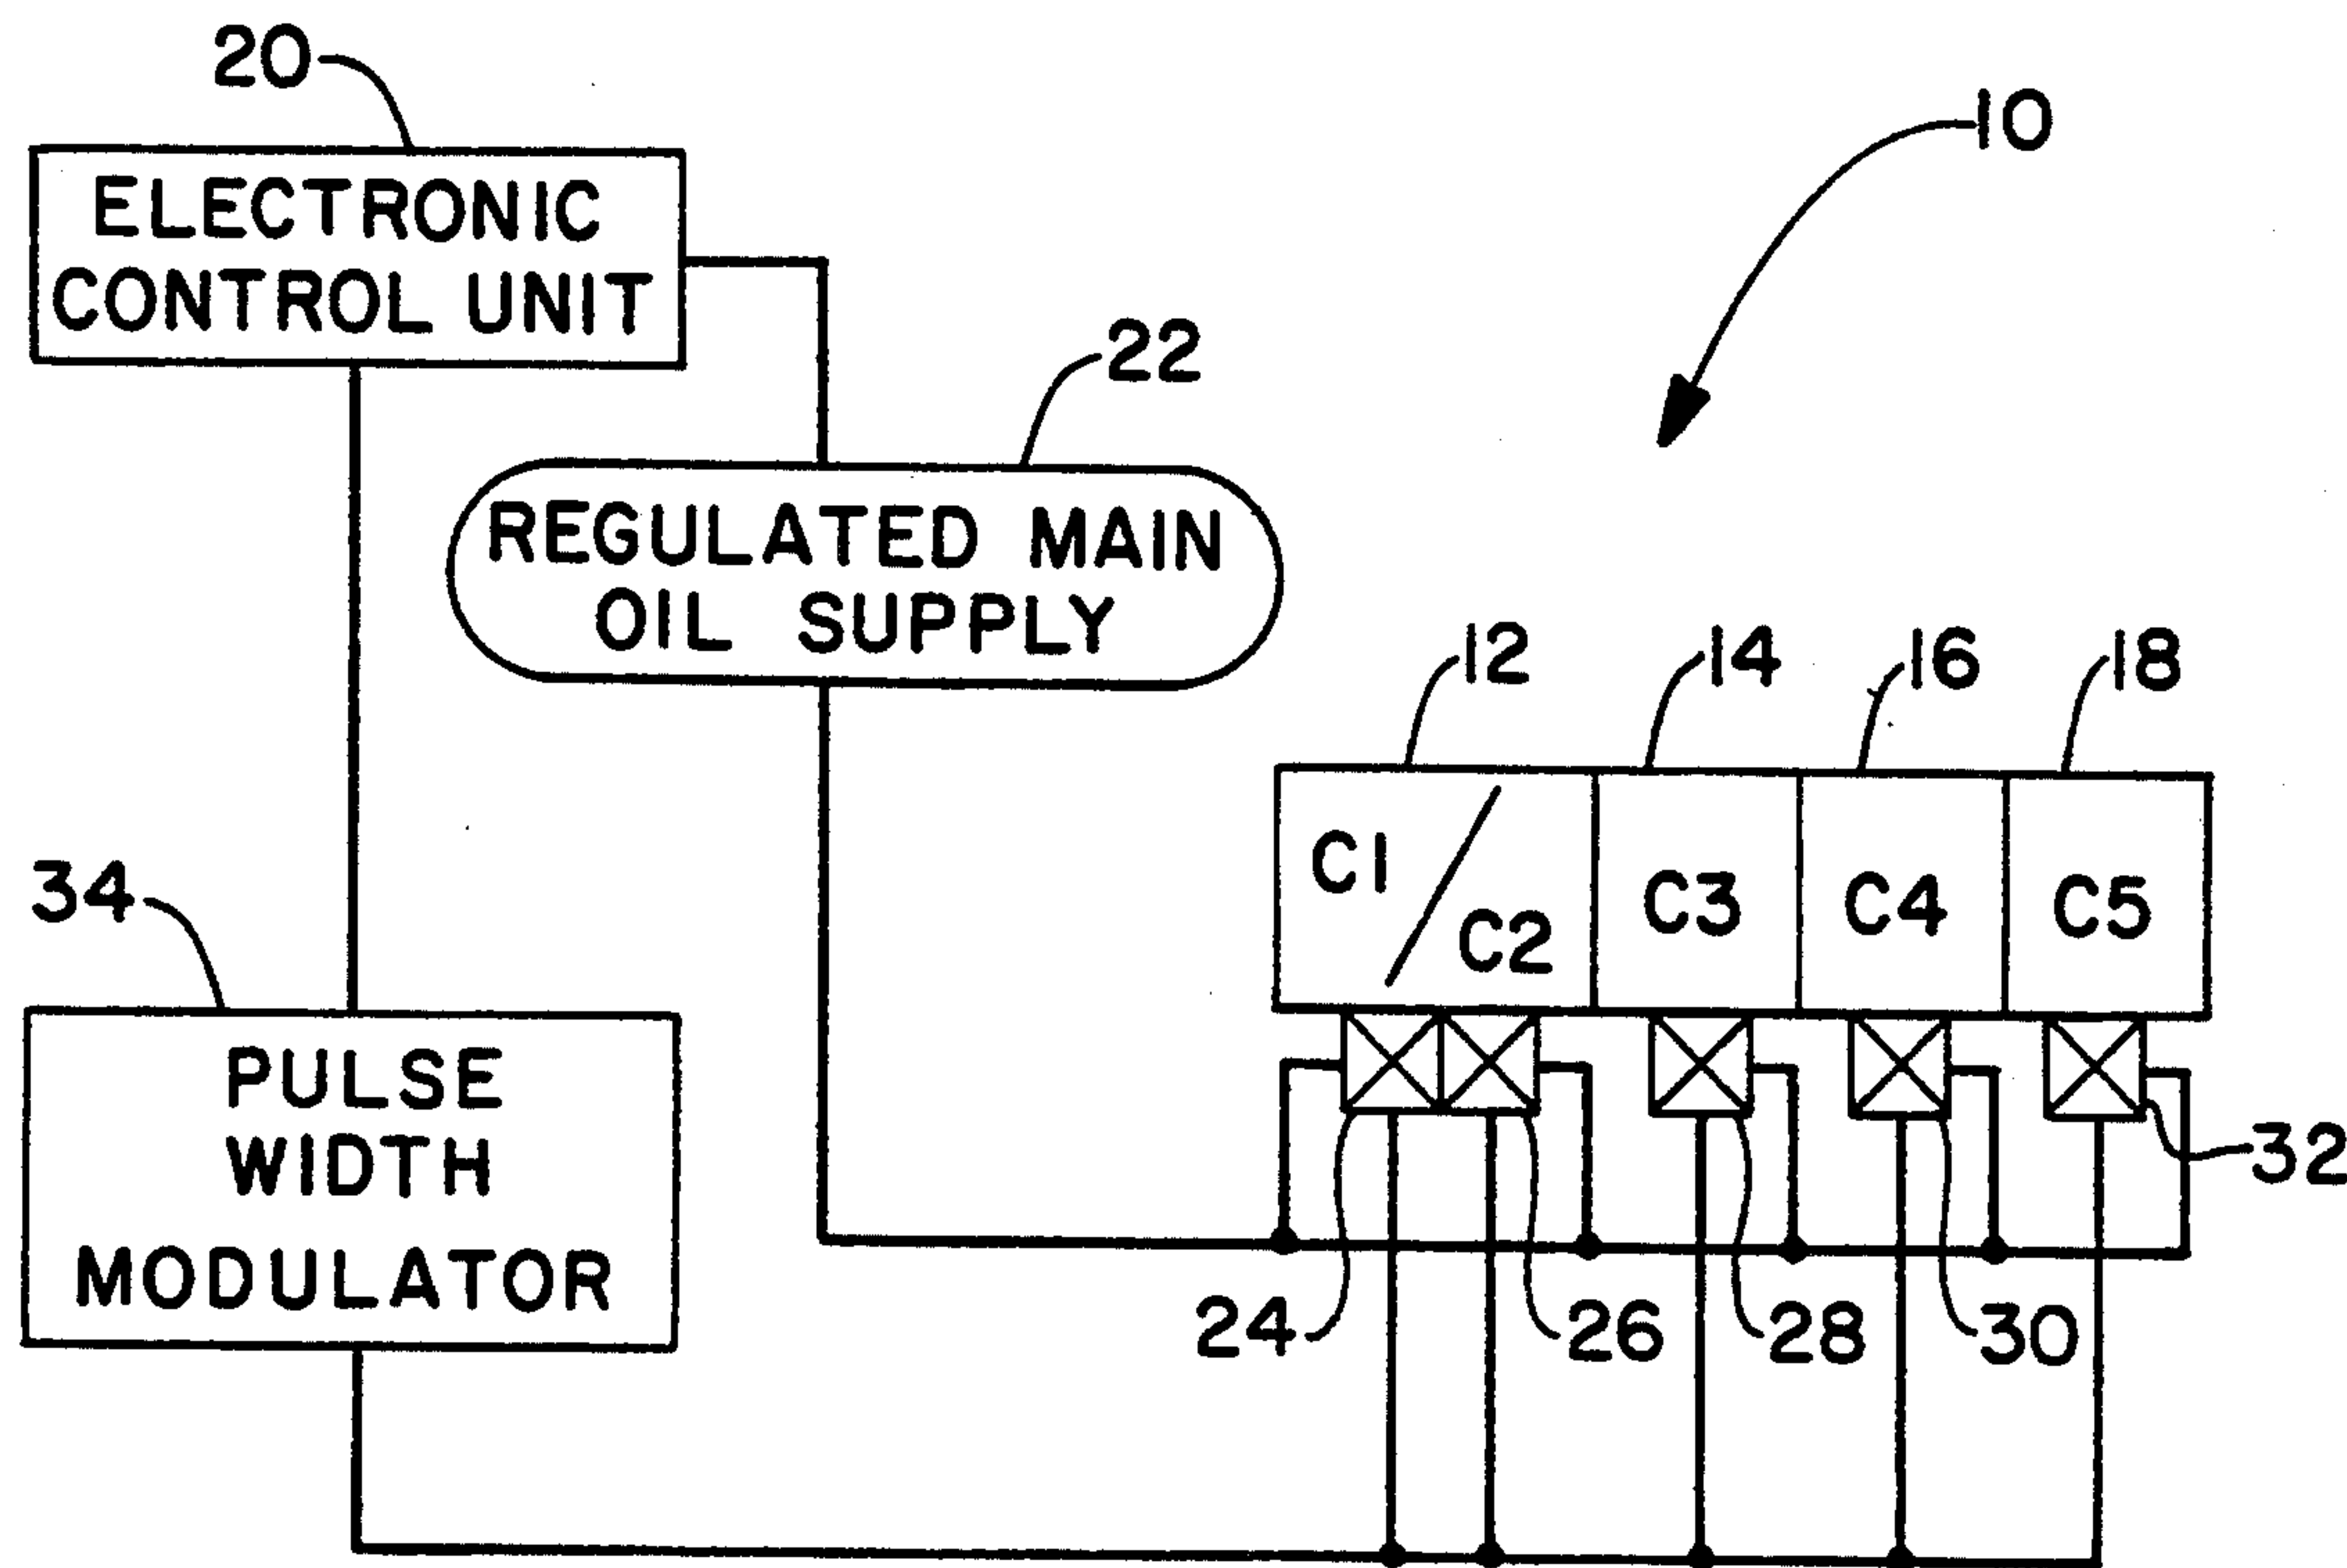 20
10
ELECTRONIC
CONTROL UNIT
22
REGULATED MAIN
OIL SUPPLY
12
14
16
18
34
C1
C2
C3
C4
C5
PULSE
WIDTH
MODULATOR
32
24
26
28
30